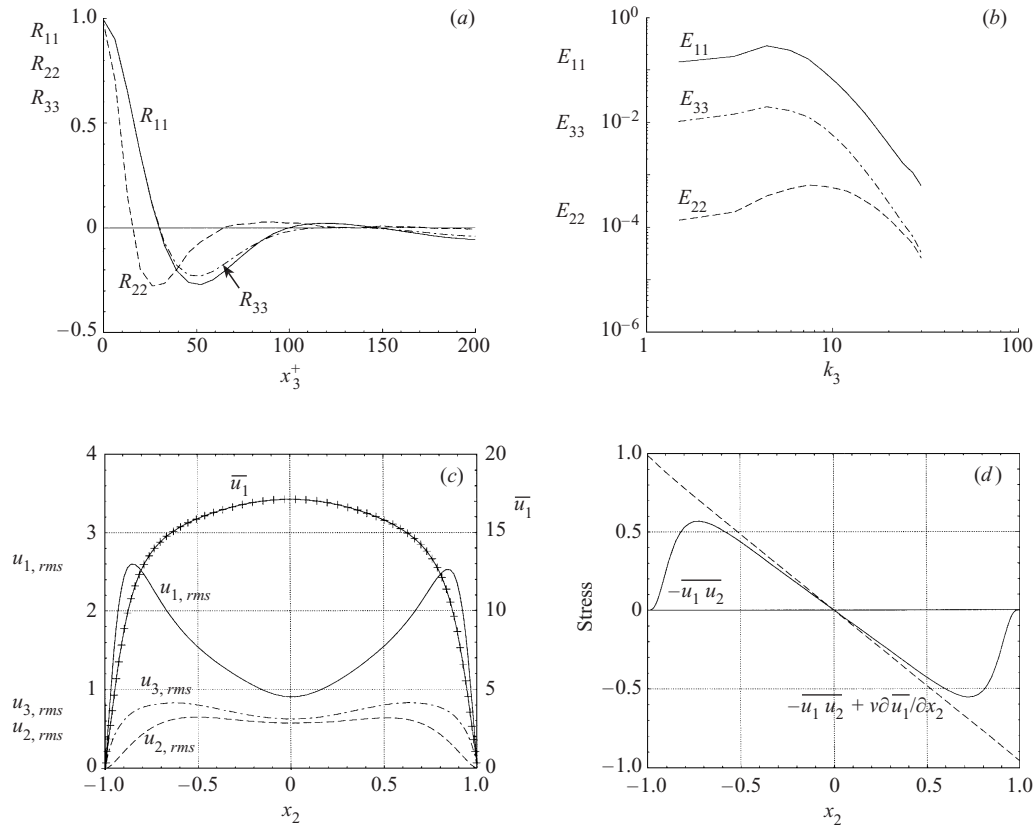 (a)
R11
R22
R33
1.0
0.5
0
−0.5
R11
R22
R33
0 50 100 150 200
x3+
(b)
E11
E33
E22
10^0
10^−2
10^−4
10^−6
E11
E33
E22
1 10 100
k3
(c)
4
3
2
1
0
u1, rms
u3, rms
u2, rms
u1
u1, rms
u3, rms
u2, rms
20
15
10
5
0
u1
−1.0 −0.5 0 0.5 1.0
x2
(d)
1.0
0.5
0
−0.5
−1.0
Stress
−u1 u2
−u1 u2 + ν∂u1/∂x2
−1.0 −0.5 0 0.5 1.0
x2